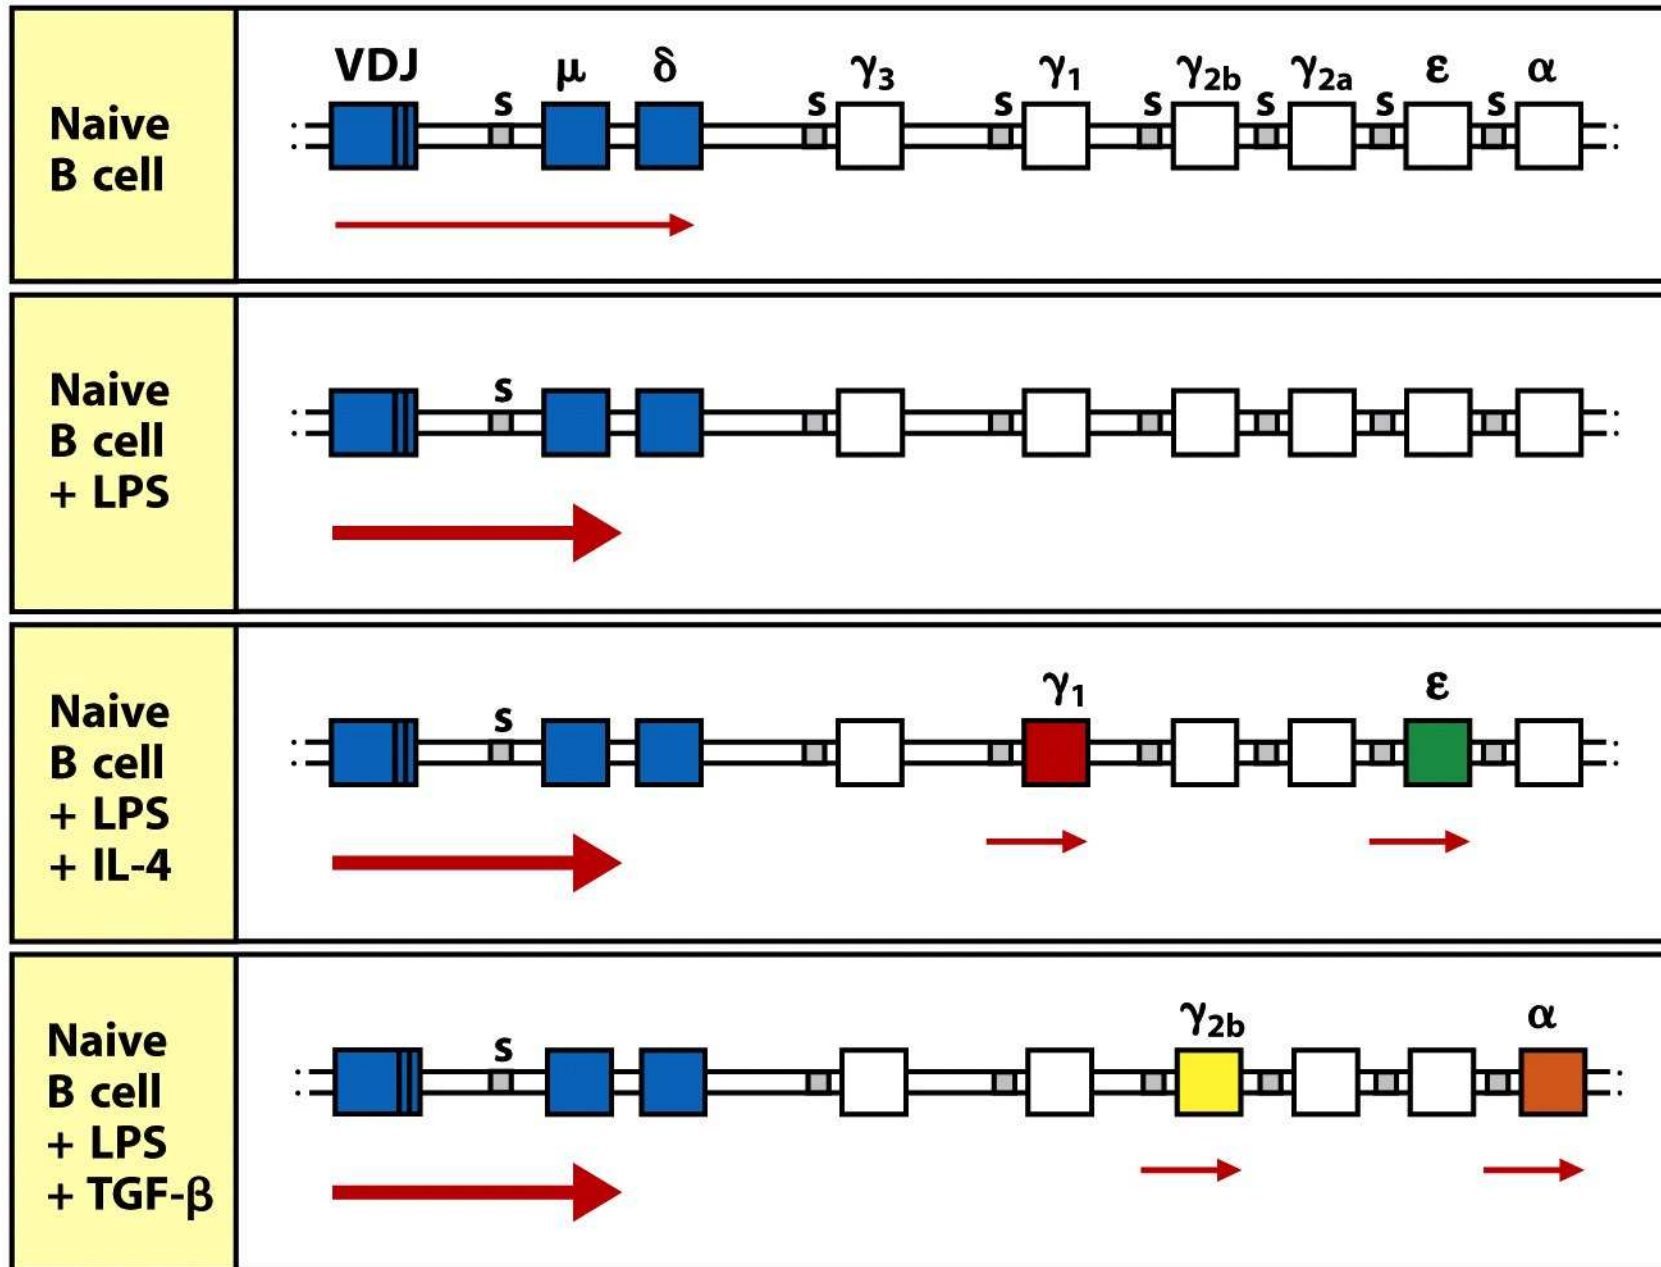 Naive
B cell
VDJ μ δ γ3 γ1 γ2b γ2a ε α
s s s s s s s
Naive
B cell
+ LPS
s
Naive
B cell
+ LPS
+ IL-4
γ1 ε
s
Naive
B cell
+ LPS
+ TGF-β
γ2b α
s